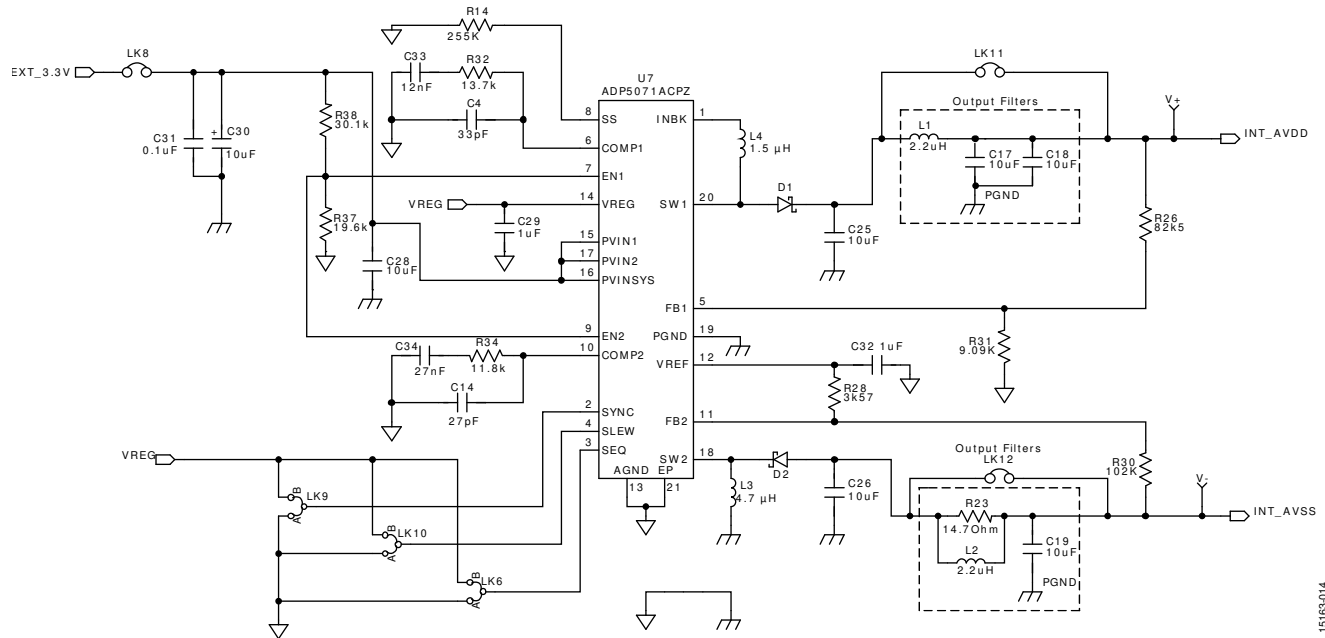 R14
255K
LK8
EXT_3.3V
C33
12nF
R32
13.7k
C4
33pF
R38
30.1k
C31
0.1uF
+
C30
10uF
R37
19.6k
C28
10uF
VREG
C29
1uF
U7
ADP5071ACPZ
8 SS
6 COMP1
7 EN1
14 VREG
15 PVIN1
17 PVIN2
16 PVINSYS
9 EN2
10 COMP2
2 SYNC
4 SLEW
3 SEQ
INBK 1
SW1 20
FB1 5
PGND 19
VREF 12
FB2 11
SW2 18
AGND EP
13 21
C34
27nF
R34
11.8k
C14
27pF
VREG
B
A
LK9
B
A
LK10
B
A
LK6
L4
1.5 µH
D1
C25
10uF
LK11
Output Filters
L1
2.2uH
C17
10uF
C18
10uF
PGND
V+
INT_AVDD
R26
82k5
R31
9.09K
C32 1uF
R28
3k57
D2
L3
4.7 µH
C26
10uF
Output Filters
LK12
R23
14.7Ohm
L2
2.2uH
C19
10uF
PGND
R30
102K
V-
INT_AVSS
15163-014